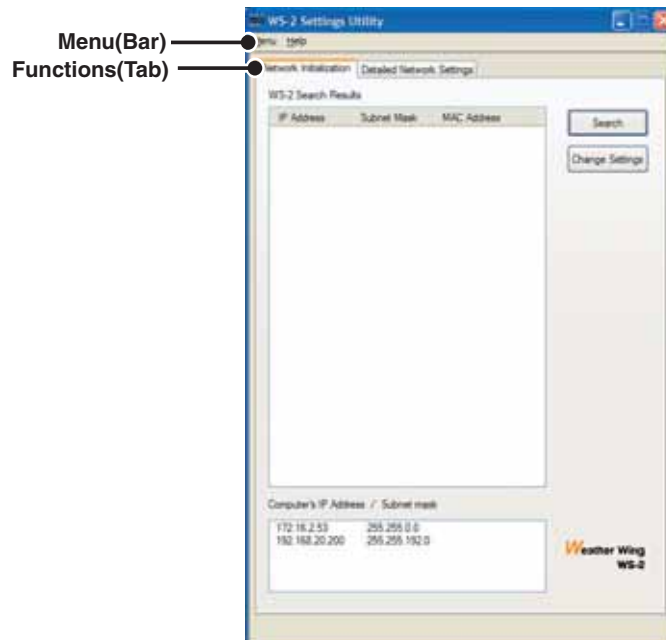 WS-2 Settings Utility
Menu(Bar)
Menu Help
Functions(Tab)
Network Initialization Detailed Network Settings
WS-2 Search Results
IP Address Subnet Mask MAC Address
Search
Change Settings
Computer's IP Address / Subnet mask
172.16.2.53 255.255.0.0
192.168.20.200 255.255.192.0
Weather Wing
WS-2